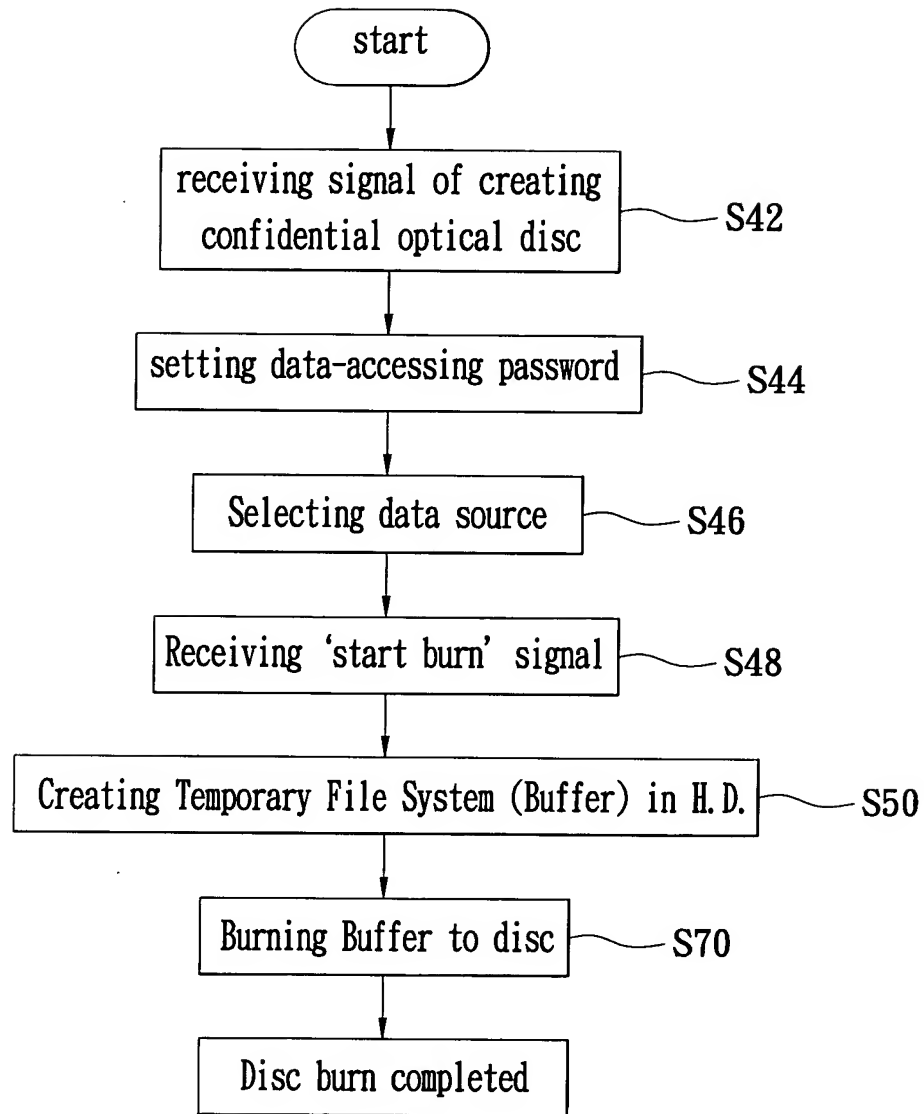 start
receiving signal of creating
confidential optical disc
S42
setting data-accessing password
S44
Selecting data source
S46
Receiving ‘start burn’ signal
S48
Creating Temporary File System (Buffer) in H.D.
S50
Burning Buffer to disc
S70
Disc burn completed